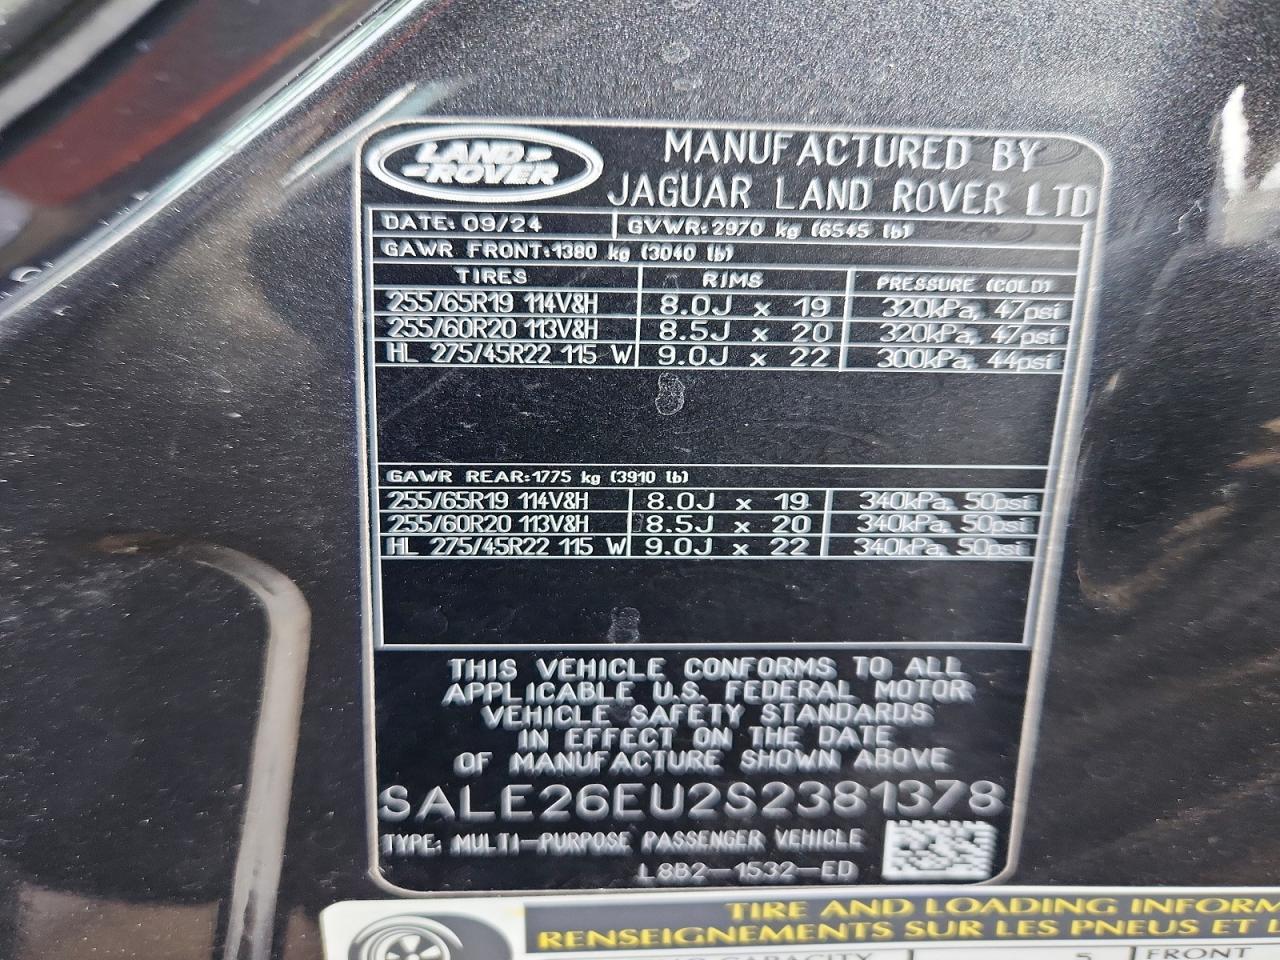 LAND ROVER
MANUFACTURED BY
JAGUAR LAND ROVER LTD
DATE: 09/24 GVWR: 2970 kg (6545 lb)
GAWR FRONT: 1380 kg (3040 lb)
TIRES RIMS PRESSURE (COLD)
255/65R19 114V&H 8.0J x 19 320kPa, 47psi
255/60R20 113V&H 8.5J x 20 320kPa, 47psi
HL 275/45R22 115 W 9.0J x 22 300kPa, 44psi
GAWR REAR: 1775 kg (3910 lb)
255/65R19 114V&H 8.0J x 19 340kPa, 50psi
255/60R20 113V&H 8.5J x 20 340kPa, 50psi
HL 275/45R22 115 W 9.0J x 22 340kPa, 50psi
THIS VEHICLE CONFORMS TO ALL
APPLICABLE U.S. FEDERAL MOTOR
VEHICLE SAFETY STANDARDS
IN EFFECT ON THE DATE
OF MANUFACTURE SHOWN ABOVE
SALE26EU2S2381378
TYPE: MULTI-PURPOSE PASSENGER VEHICLE
L8B2-1532-ED
TIRE AND LOADING INFORM
RENSEIGNEMENTS SUR LES PNEUS ET
CAPACITY 5 FRONT